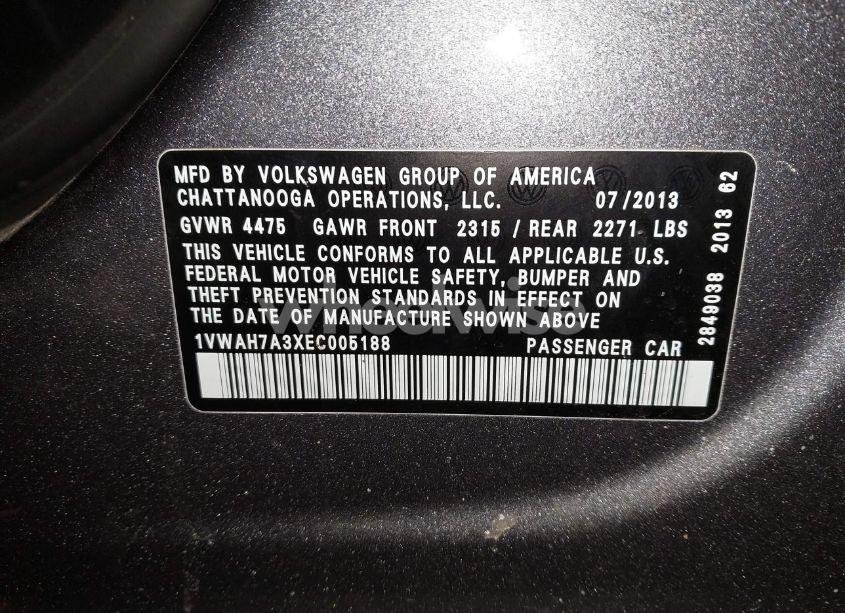 MFD BY VOLKSWAGEN GROUP OF AMERICA
CHATTANOOGA OPERATIONS, LLC. 07/2013
GVWR 4475 GAWR FRONT 2315 / REAR 2271 LBS
THIS VEHICLE CONFORMS TO ALL APPLICABLE U.S.
FEDERAL MOTOR VEHICLE SAFETY, BUMPER AND
THEFT PREVENTION STANDARDS IN EFFECT ON
THE DATE OF MANUFACTURE SHOWN ABOVE
1VWAH7A3XEC005188 PASSENGER CAR
2849038 2013 62
wheelwise